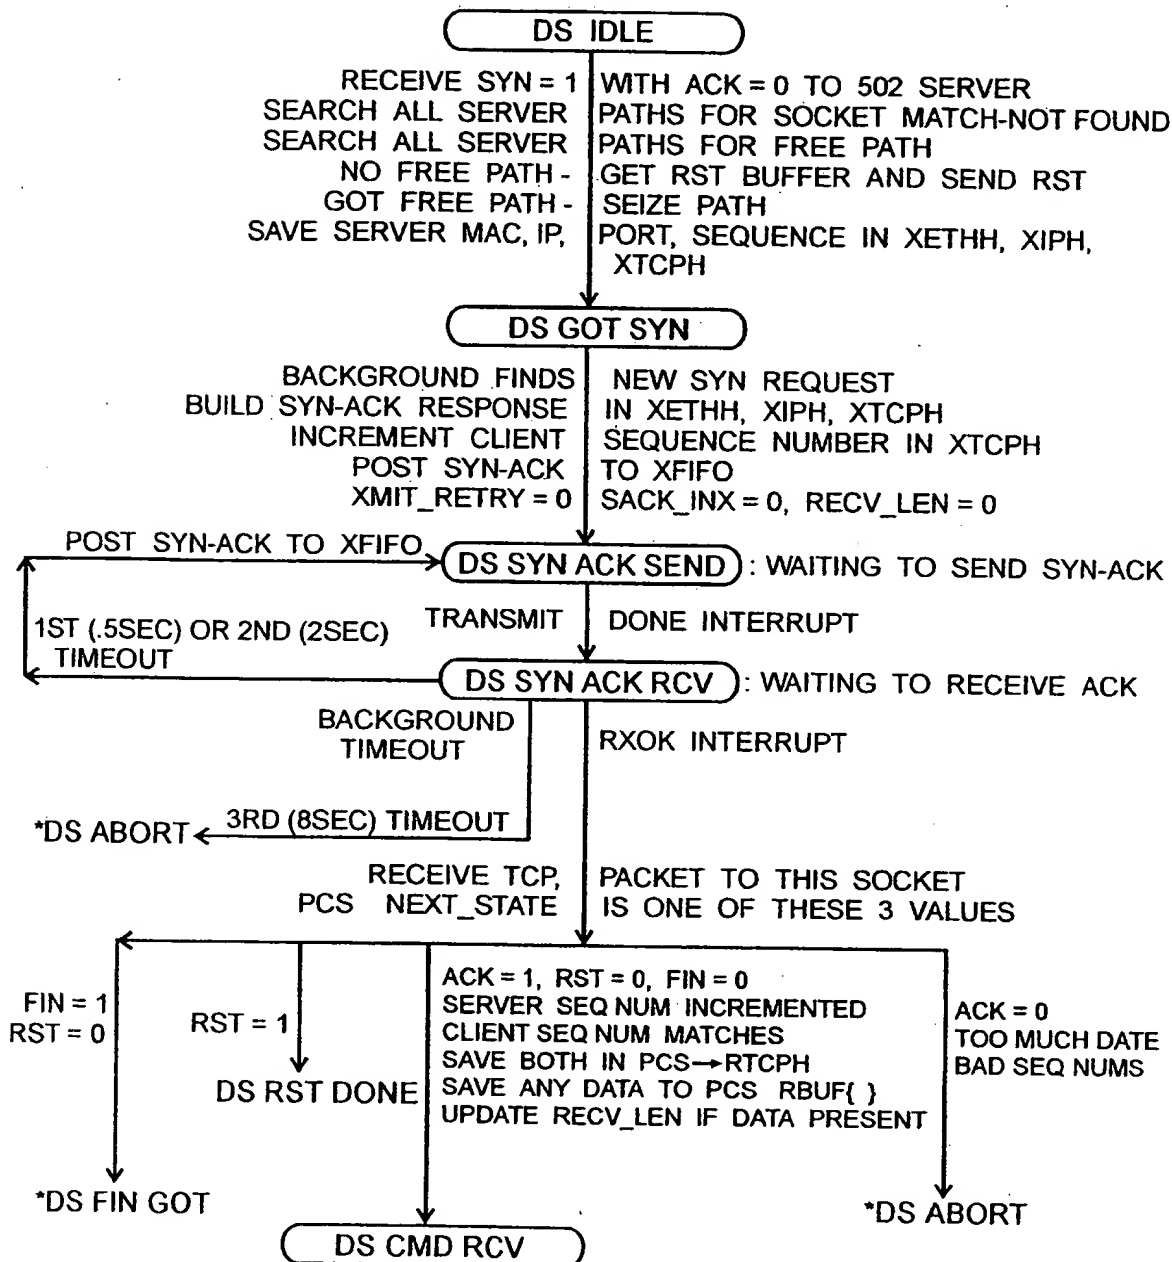 DS IDLE
RECEIVE SYN = 1 WITH ACK = 0 TO 502 SERVER
SEARCH ALL SERVER PATHS FOR SOCKET MATCH-NOT FOUND
SEARCH ALL SERVER PATHS FOR FREE PATH
NO FREE PATH - GET RST BUFFER AND SEND RST
GOT FREE PATH - SEIZE PATH
SAVE SERVER MAC, IP, PORT, SEQUENCE IN XETHH, XIPH,
XTCPH
DS GOT SYN
BACKGROUND FINDS NEW SYN REQUEST
BUILD SYN-ACK RESPONSE IN XETHH, XIPH, XTCPH
INCREMENT CLIENT SEQUENCE NUMBER IN XTCPH
POST SYN-ACK TO XFIFO
XMIT_RETRY = 0 SACK_INX = 0, RECV_LEN = 0
POST SYN-ACK TO XFIFO
DS SYN ACK SEND : WAITING TO SEND SYN-ACK
TRANSMIT DONE INTERRUPT
1ST (.5SEC) OR 2ND (2SEC)
TIMEOUT
DS SYN ACK RCV : WAITING TO RECEIVE ACK
BACKGROUND
TIMEOUT
RXOK INTERRUPT
*DS ABORT
3RD (8SEC) TIMEOUT
RECEIVE TCP, PACKET TO THIS SOCKET
PCS NEXT_STATE IS ONE OF THESE 3 VALUES
FIN = 1
RST = 0
*DS FIN GOT
RST = 1
DS RST DONE
ACK = 1, RST = 0, FIN = 0
SERVER SEQ NUM INCREMENTED
CLIENT SEQ NUM MATCHES
SAVE BOTH IN PCS→RTCPH
SAVE ANY DATA TO PCS RBUF{ }
UPDATE RECV_LEN IF DATA PRESENT
DS CMD RCV
ACK = 0
TOO MUCH DATE
BAD SEQ NUMS
*DS ABORT